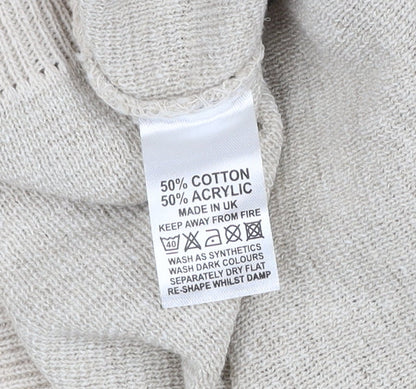 50% COTTON
50% ACRYLIC
MADE IN UK
KEEP AWAY FROM FIRE
40
WASH AS SYNTHETICS
WASH DARK COLOURS
SEPARATELY DRY FLAT
RE-SHAPE WHILST DAMP